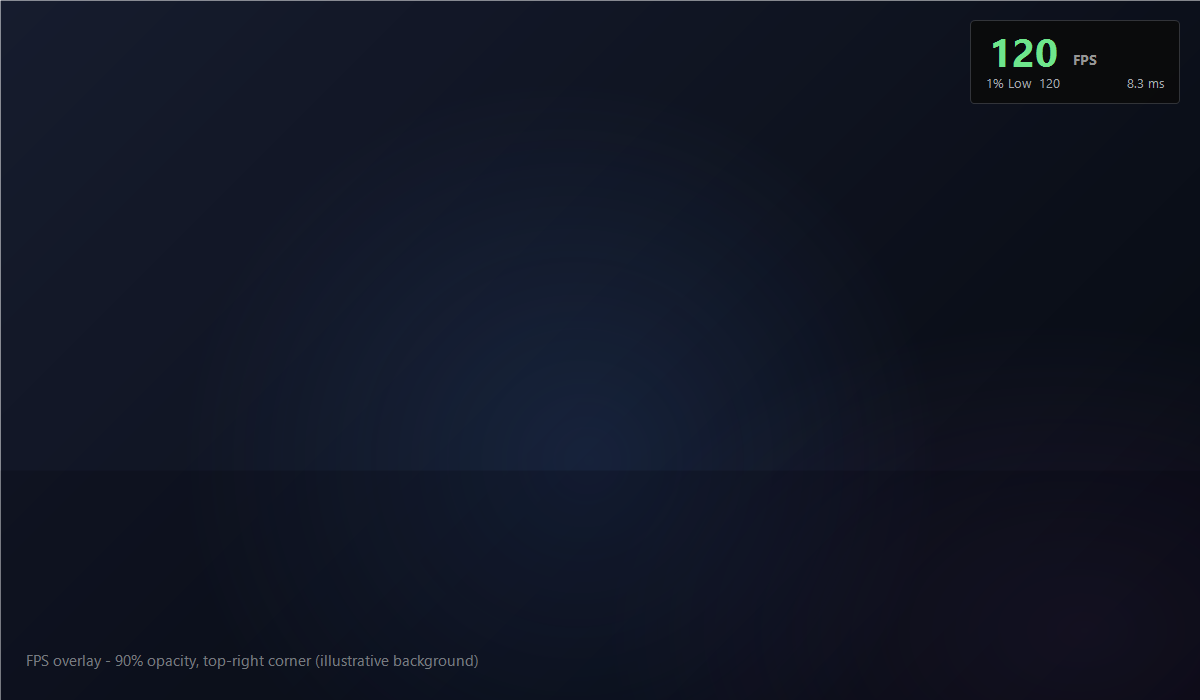 120 FPS
1% Low 120 8.3 ms
FPS overlay - 90% opacity, top-right corner (illustrative background)